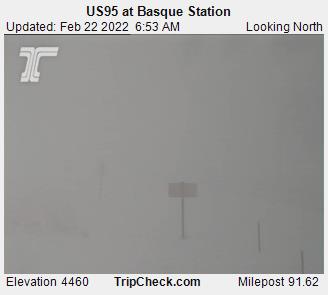 US95 at Basque Station
Updated: Feb 22 2022 6:53 AM Looking North
Elevation 4460 TripCheck.com Milepost 91.62